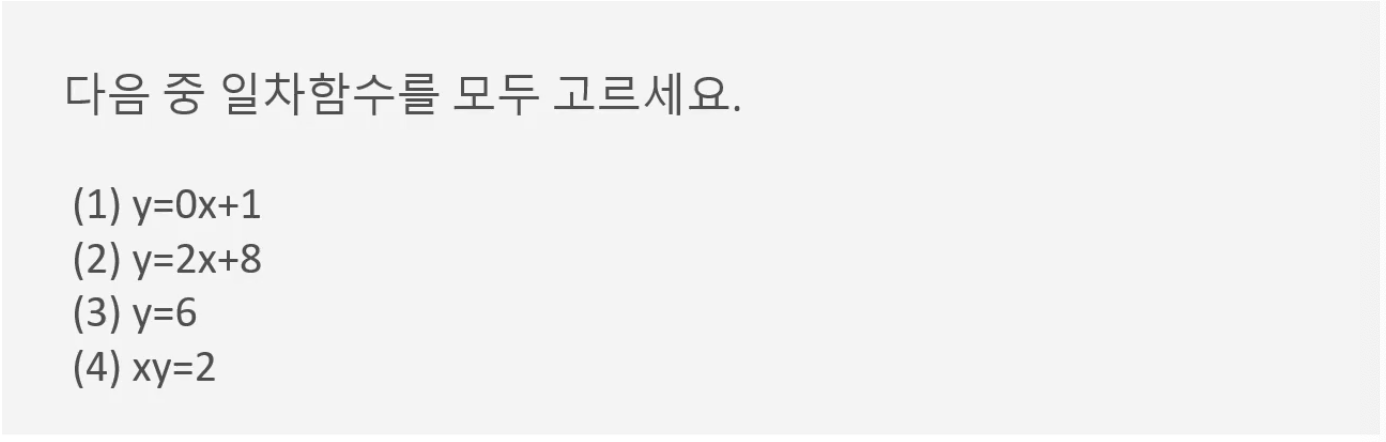 다음 중 일차함수를 모두 고르세요.
(1) y=0x+1
(2) y=2x+8
(3) y=6
(4) xy=2